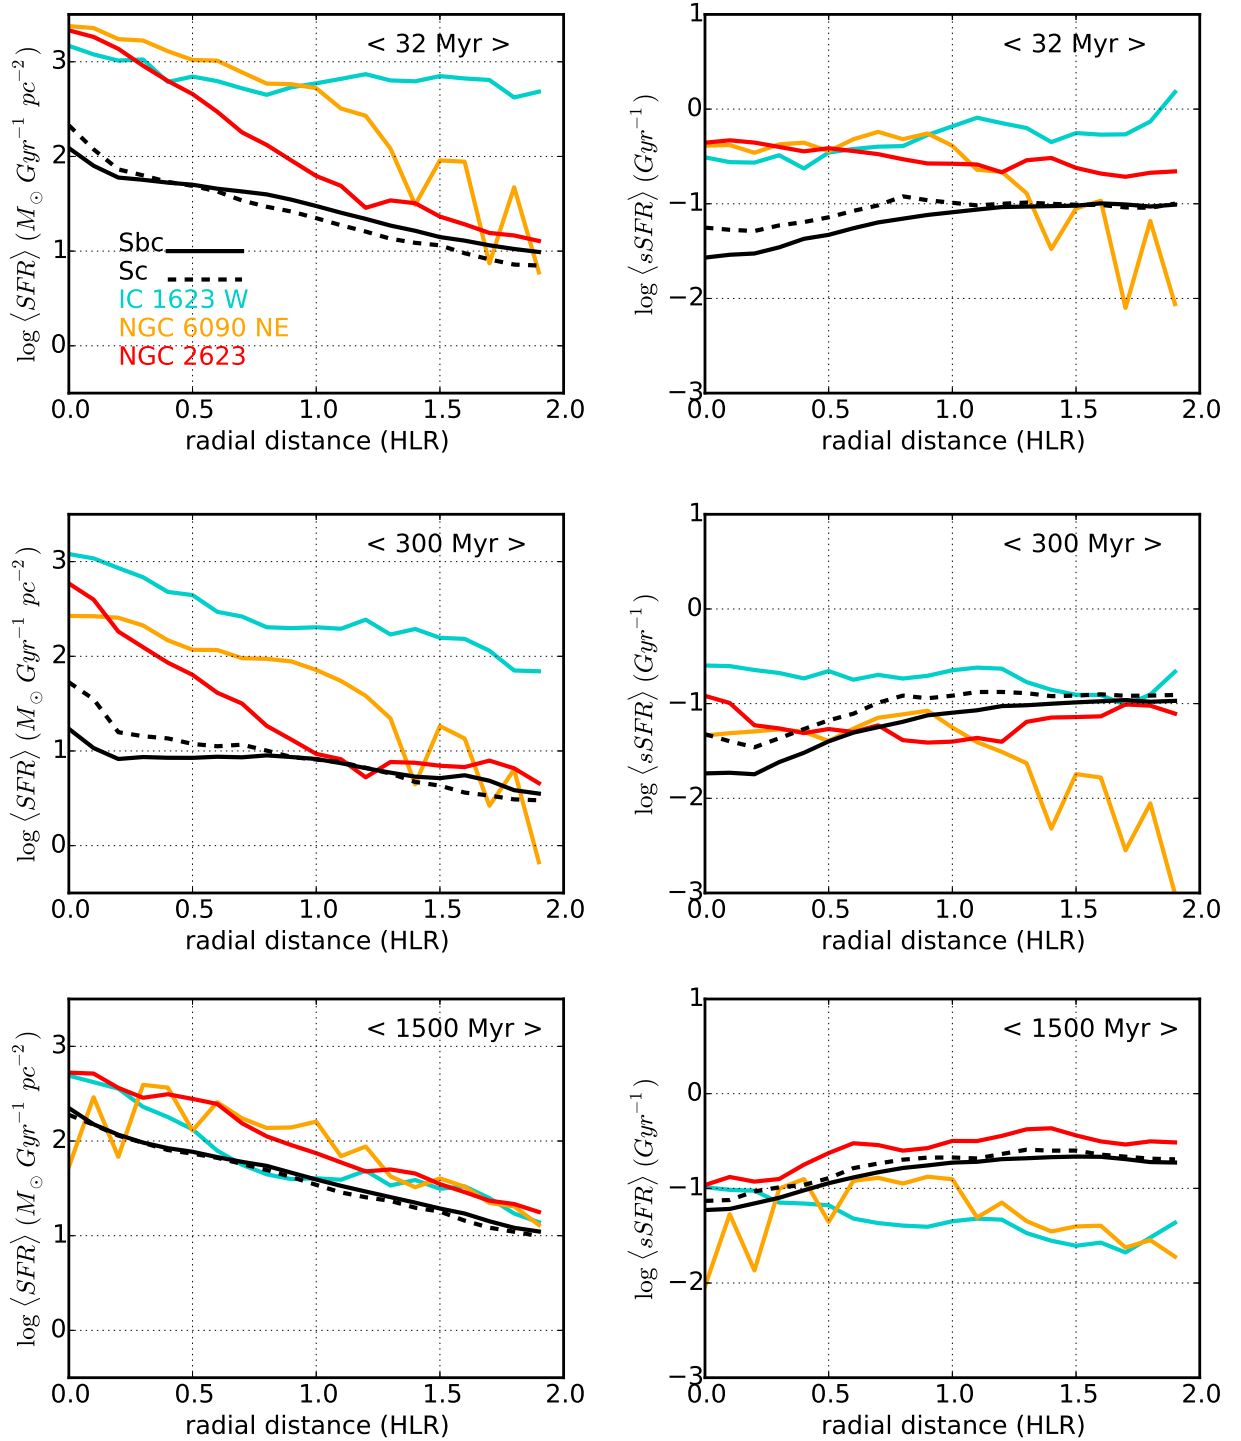 < 32 Myr >
log ⟨SFR⟩ (M⊙ Gyr⁻¹ pc⁻²)
3
2
1
0
Sbc
Sc
IC 1623 W
NGC 6090 NE
NGC 2623
0.0 0.5 1.0 1.5 2.0
radial distance (HLR)
< 32 Myr >
log ⟨sSFR⟩ (Gyr⁻¹)
1
0
−1
−2
−3
0.0 0.5 1.0 1.5 2.0
radial distance (HLR)
< 300 Myr >
log ⟨SFR⟩ (M⊙ Gyr⁻¹ pc⁻²)
3
2
1
0
0.0 0.5 1.0 1.5 2.0
radial distance (HLR)
< 300 Myr >
log ⟨sSFR⟩ (Gyr⁻¹)
1
0
−1
−2
−3
0.0 0.5 1.0 1.5 2.0
radial distance (HLR)
< 1500 Myr >
log ⟨SFR⟩ (M⊙ Gyr⁻¹ pc⁻²)
3
2
1
0
0.0 0.5 1.0 1.5 2.0
radial distance (HLR)
< 1500 Myr >
log ⟨sSFR⟩ (Gyr⁻¹)
1
0
−1
−2
−3
0.0 0.5 1.0 1.5 2.0
radial distance (HLR)